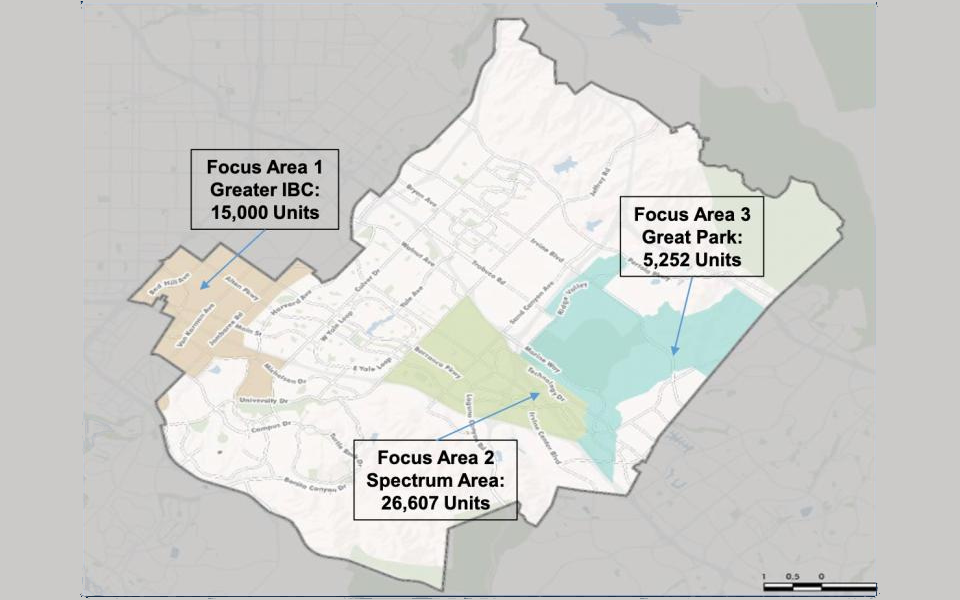 Focus Area 1
Greater IBC:
15,000 Units
Focus Area 3
Great Park:
5,252 Units
Focus Area 2
Spectrum Area:
26,607 Units
Bryan Ave
Jeffrey Rd
Irvine Blvd
Portola Pkwy
Walnut Ave
Trabuco Rd
Culver Dr
Yale Ave
Sand Canyon Ave
Ridge Valley
Red Hill Ave
Alton Pkwy
Harvard Ave
Von Karman Ave
Jamboree Rd
Main St
W Yale Loop
E Yale Loop
Barranca Pkwy
Marine Way
Technology Dr
Michelson Dr
University Dr
Campus Dr
Turtle Rock Dr
Bonita Canyon Dr
Laguna Canyon Rd
Irvine Center Blvd
1 0.5 0